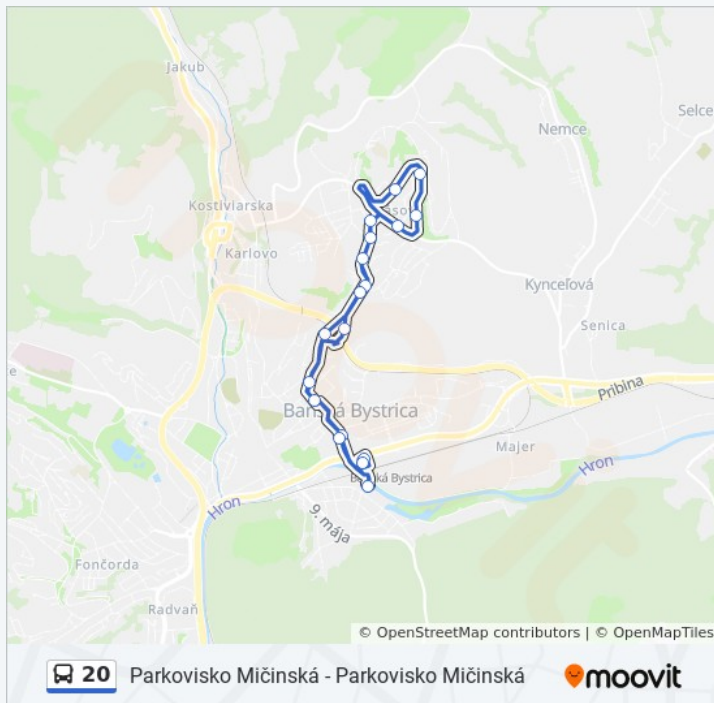 Jakub
Selce
Nemce
Kostiviarska
Sásová
Karlovo
Kynceľová
Senica
Pribina
Banská Bystrica
Majer
Hron
Banská Bystrica
Hron
9. mája
Fončorda
Radvaň
© OpenStreetMap contributors | © OpenMapTiles
20 Parkovisko Mičinská - Parkovisko Mičinská moovit